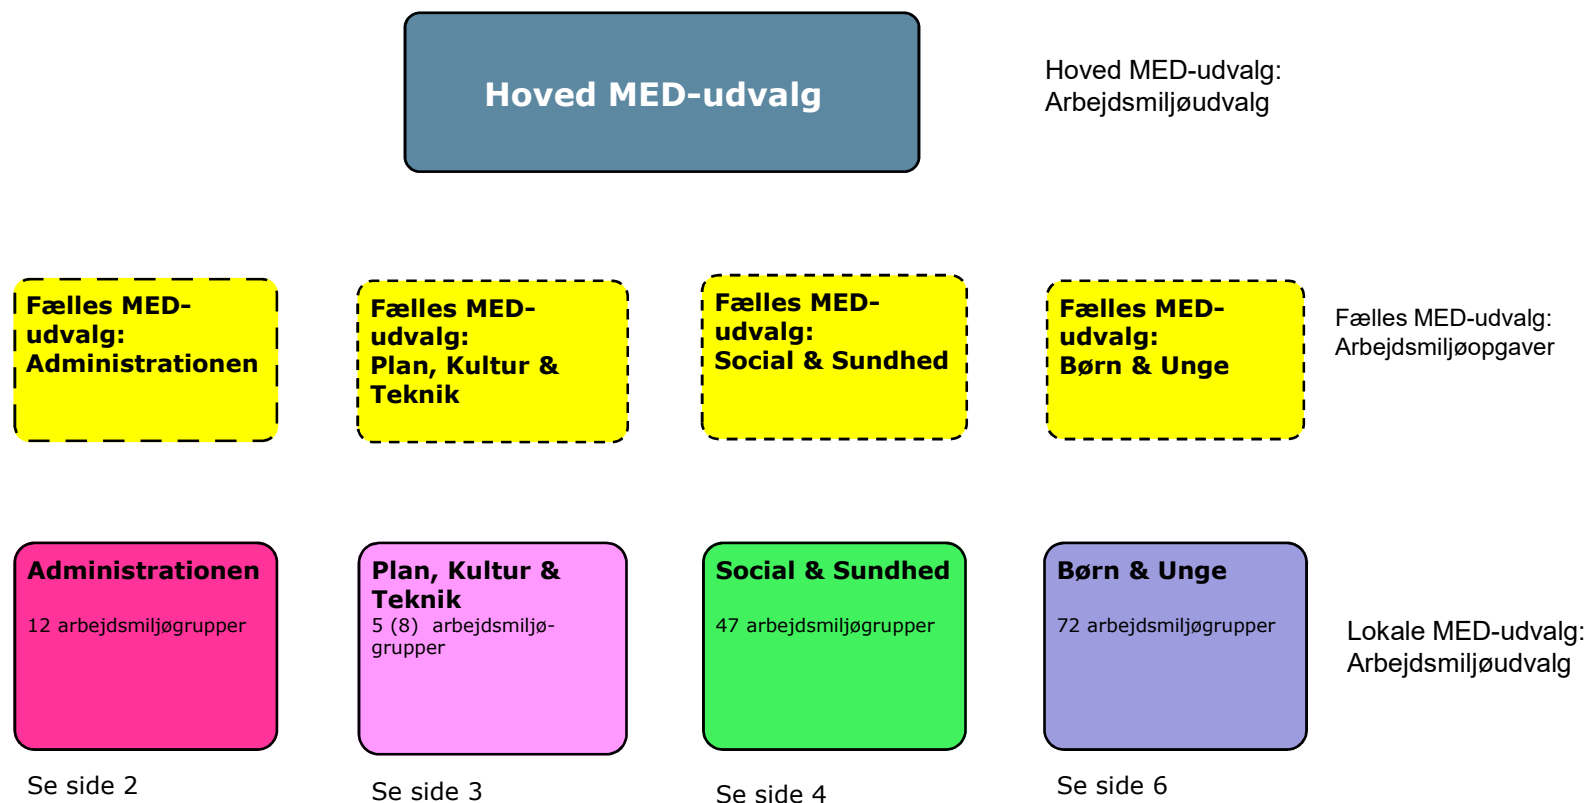 Hoved MED-udvalg
Hoved MED-udvalg:
Arbejdsmiljøudvalg
Fælles MED-
udvalg:
Administrationen
Fælles MED-
udvalg:
Plan, Kultur &
Teknik
Fælles MED-
udvalg:
Social & Sundhed
Fælles MED-
udvalg:
Børn & Unge
Fælles MED-udvalg:
Arbejdsmiljøopgaver
Administrationen
12 arbejdsmiljøgrupper
Plan, Kultur &
Teknik
5 (8)  arbejdsmiljø-
grupper
Social & Sundhed
47 arbejdsmiljøgrupper
Børn & Unge
72 arbejdsmiljøgrupper
Lokale MED-udvalg:
Arbejdsmiljøudvalg
Se side 2
Se side 3
Se side 4
Se side 6